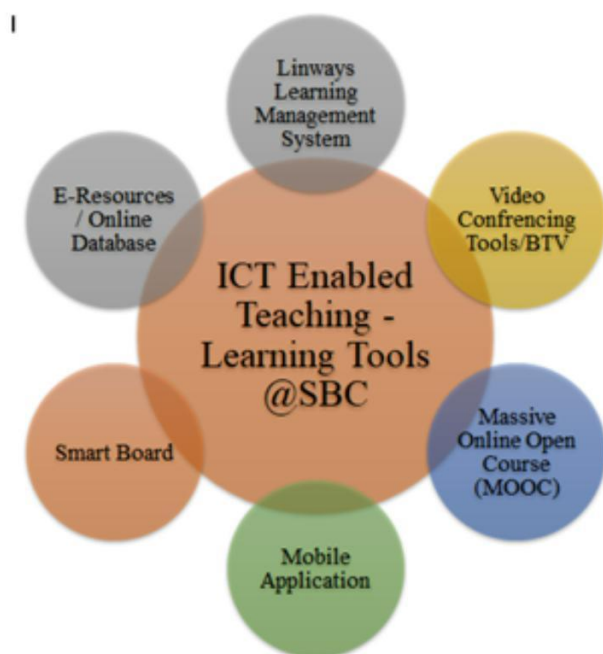 I
Linways
Learning
Management
System
E-Resources
/ Online
Database
Video
Confrencing
Tools/BTV
ICT Enabled
Teaching -
Learning Tools
@SBC
Smart Board
Massive
Online Open
Course
(MOOC)
Mobile
Application